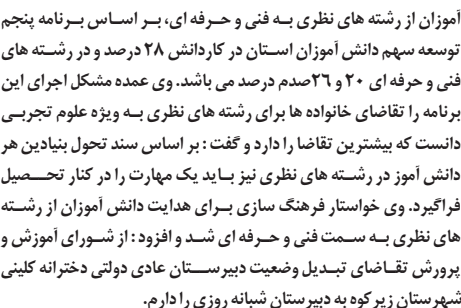 آموزان از رشته های نظری به فنی و حرفه ای، بر اساس برنامه پنجم
توسعه سهم دانش آموزان استان در کاردانش ۲۸ درصد و در رشته های
فنی و حرفه ای ۲۰ و ۲۶صدم درصد می باشد. وی عمده مشکل اجرای این
برنامه را تقاضای خانواده ها برای رشته های نظری به ویژه علوم تجربی
دانست که بیشترین تقاضا را دارد و گفت : بر اساس سند تحول بنیادین هر
دانش آموز در رشته های نظری نیز باید یک مهارت را در کنار تحصیل
فراگیرد. وی خواستار فرهنگ سازی برای هدایت دانش آموزان از رشته
های نظری به سمت فنی و حرفه ای شد و افزود : از شورای آموزش و
پرورش تقاضای تبدیل وضعیت دبیرستان عادی دولتی دخترانه کلینی
شهرستان زیرکوه به دبیرستان شبانه روزی را دارم.